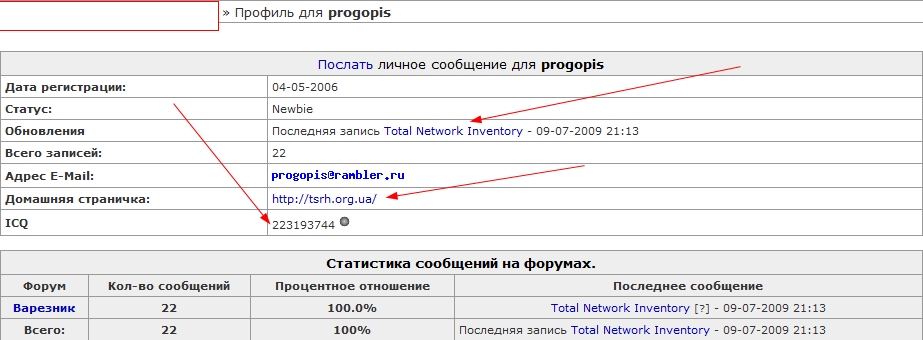 » Профиль для progopis
Послать личное сообщение для progopis
Дата регистрации: 04-05-2006
Статус: Newbie
Обновления Последняя запись Total Network Inventory - 09-07-2009 21:13
Всего записей: 22
Адрес E-Mail: progopis@rambler.ru
Домашняя страничка: http://tsrh.org.ua/
ICQ 223193744
Статистика сообщений на форумах.
Форум Кол-во сообщений Процентное отношение Последнее сообщение
Варезник 22 100.0% Total Network Inventory [?] - 09-07-2009 21:13
Всего: 22 100% Последняя запись Total Network Inventory - 09-07-2009 21:13